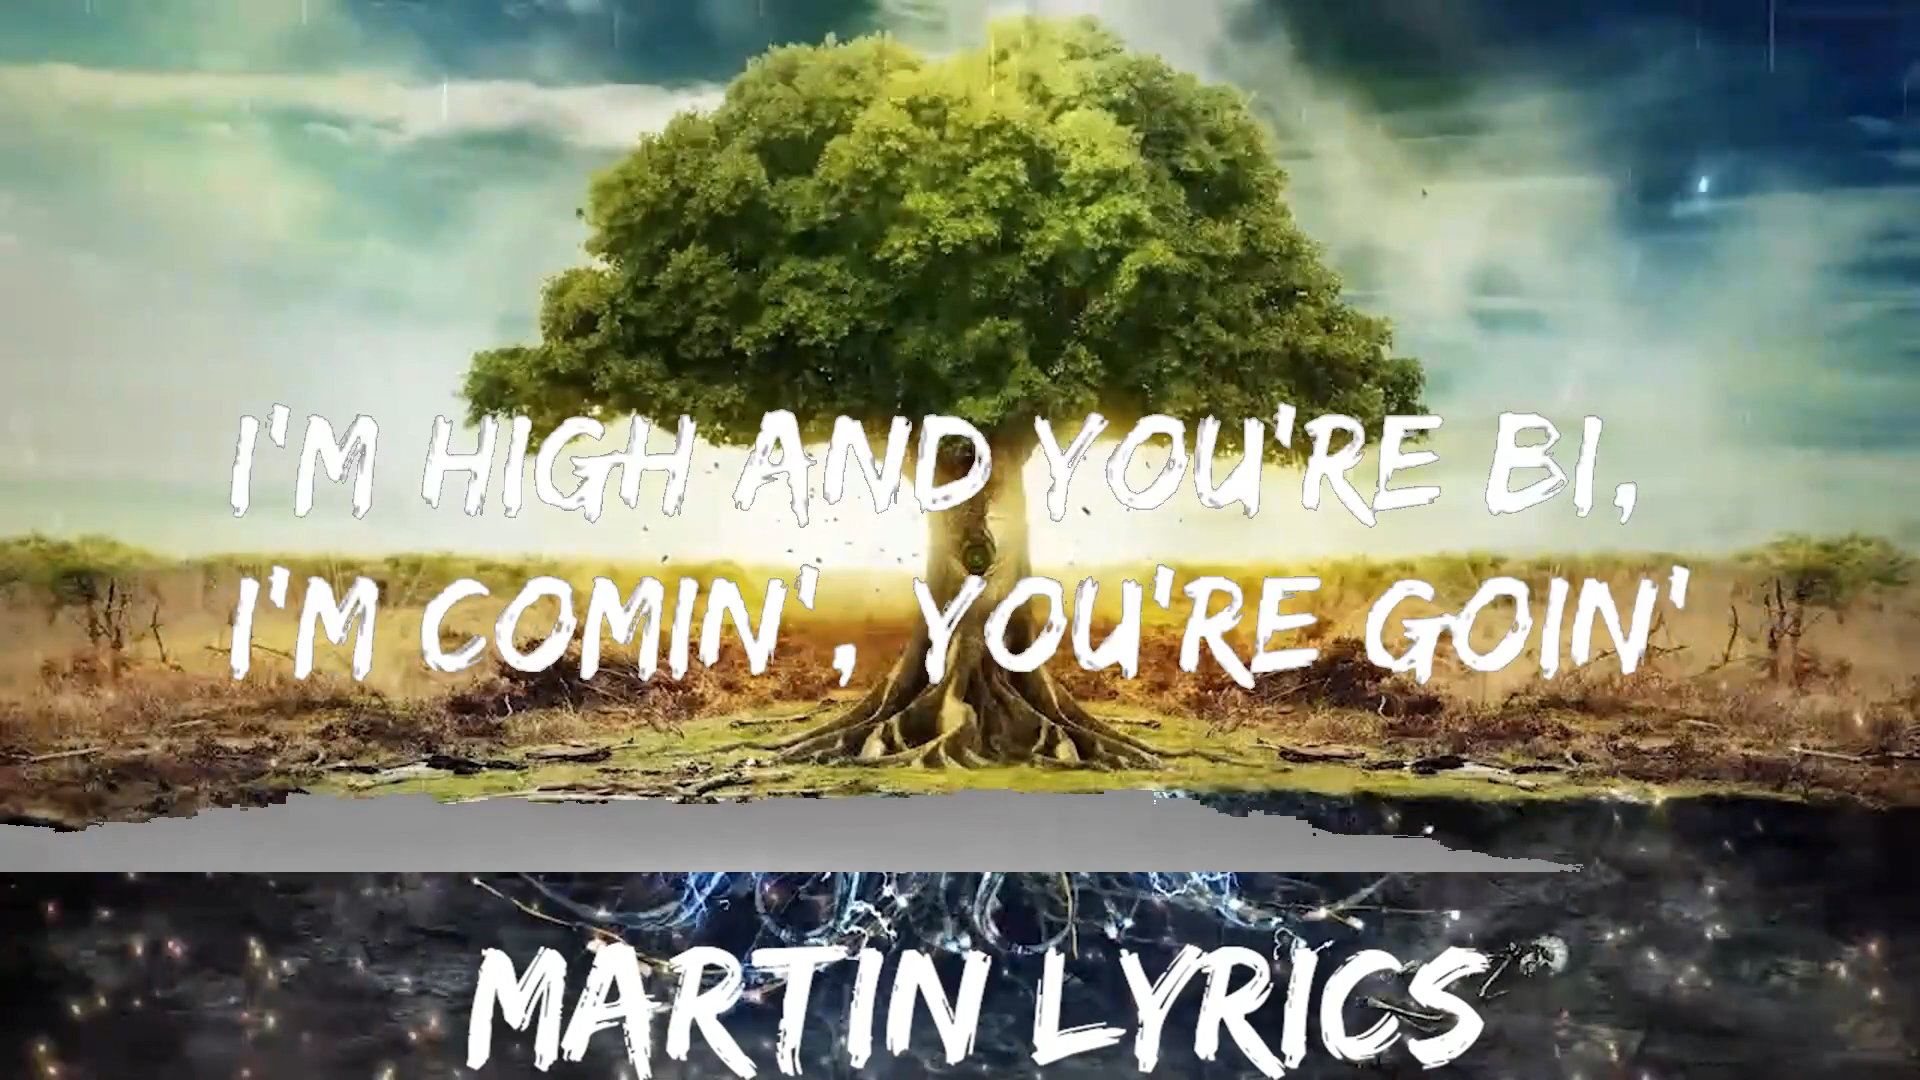 I'M HIGH AND YOU'RE BI,
I'M COMIN', YOU'RE GOIN'
MARTIN LYRICS